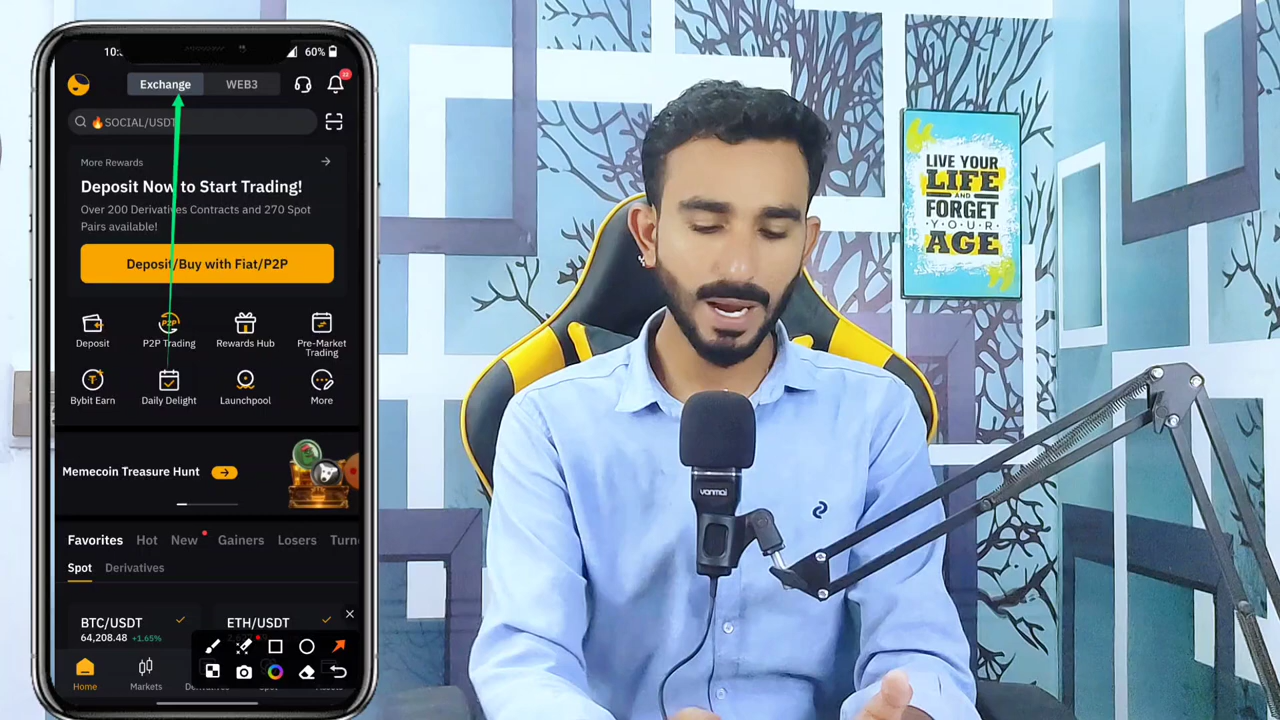 10:
60%
Exchange
WEB3
22
SOCIAL/USDT
More Rewards
Deposit Now to Start Trading!
Over 200 Derivatives Contracts and 270 Spot
Pairs available!
Deposit/Buy with Fiat/P2P
P2P
Deposit
P2P Trading
Rewards Hub
Pre-Market
Trading
Bybit Earn
Daily Delight
Launchpool
More
Memecoin Treasure Hunt
Favorites
Hot
New
Gainers
Losers
Spot
Derivatives
BTC/USDT
64,208.48 +1.65%
ETH/USDT
Home
Markets
LIVE YOUR
LIFE
AND
FORGET
YOUR
AGE
vanmai